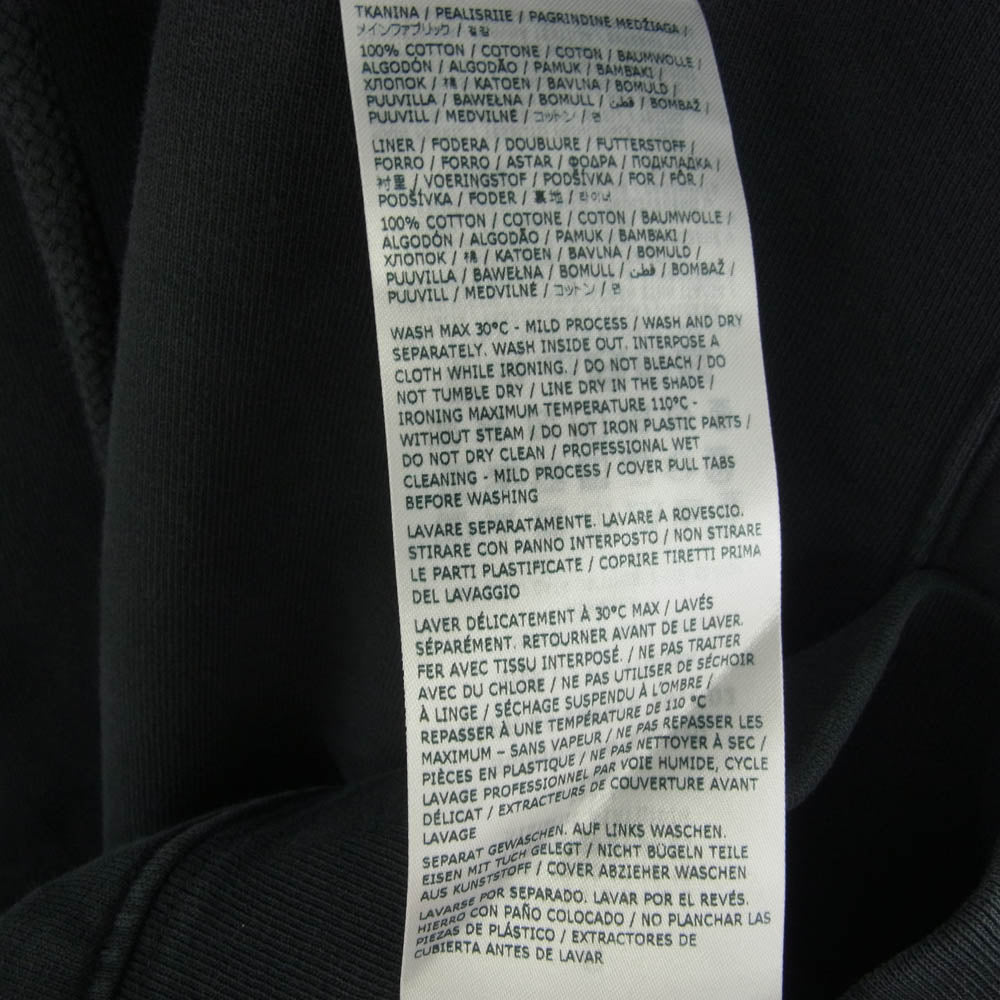 TKANINA / PEALISRIIE / PAGRINDINĖ MEDŽIAGA /
メインファブリック / 겉감
100% COTTON / COTONE / COTON / BAUMWOLLE /
ALGODÓN / ALGODÃO / PAMUK / BAMBAKI /
ХЛОПОК / 棉 / KATOEN / BAVLNA / BOMULD /
PUUVILLA / BAWEŁNA / BOMULL / قطن / BOMBAŽ /
PUUVILL / MEDVILNĖ / コットン / 면
LINER / FODERA / DOUBLURE / FUTTERSTOFF /
FORRO / FORRO / ASTAR / ΦΟΔΡΑ / ПОДКЛАДКА /
衬里 / VOERINGSTOF / PODŠÍVKA / FOR / FÔR /
PODŠÍVKA / FODER / 裏地 / 라이너
100% COTTON / COTONE / COTON / BAUMWOLLE /
ALGODÓN / ALGODÃO / PAMUK / BAMBAKI /
ХЛОПОК / 棉 / KATOEN / BAVLNA / BOMULD /
PUUVILLA / BAWEŁNA / BOMULL / قطن / BOMBAŽ /
PUUVILL / MEDVILNĖ / コットン / 면
WASH MAX 30°C - MILD PROCESS / WASH AND DRY
SEPARATELY. WASH INSIDE OUT. INTERPOSE A
CLOTH WHILE IRONING. / DO NOT BLEACH / DO
NOT TUMBLE DRY / LINE DRY IN THE SHADE /
IRONING MAXIMUM TEMPERATURE 110°C -
WITHOUT STEAM / DO NOT IRON PLASTIC PARTS /
DO NOT DRY CLEAN / PROFESSIONAL WET
CLEANING - MILD PROCESS / COVER PULL TABS
BEFORE WASHING
LAVARE SEPARATAMENTE. LAVARE A ROVESCIO.
STIRARE CON PANNO INTERPOSTO / NON STIRARE
LE PARTI PLASTIFICATE / COPRIRE TIRETTI PRIMA
DEL LAVAGGIO
LAVER DÉLICATEMENT À 30°C MAX / LAVÉS
SÉPARÉMENT. RETOURNER AVANT DE LE LAVER.
FER AVEC TISSU INTERPOSÉ. / NE PAS TRAITER
AVEC DU CHLORE / NE PAS UTILISER DE SÉCHOIR
À LINGE / SÉCHAGE SUSPENDU À L'OMBRE /
REPASSER À UNE TEMPÉRATURE DE 110 °C
MAXIMUM – SANS VAPEUR / NE PAS REPASSER LES
PIÈCES EN PLASTIQUE / NE PAS NETTOYER À SEC /
LAVAGE PROFESSIONNEL PAR VOIE HUMIDE, CYCLE
DÉLICAT / EXTRACTEURS DE COUVERTURE AVANT
LAVAGE
SEPARAT GEWASCHEN. AUF LINKS WASCHEN.
EISEN MIT TUCH GELEGT / NICHT BÜGELN TEILE
AUS KUNSTSTOFF / COVER ABZIEHER WASCHEN
LAVARSE POR SEPARADO. LAVAR POR EL REVÉS.
HIERRO CON PAÑO COLOCADO / NO PLANCHAR LAS
PIEZAS DE PLÁSTICO / EXTRACTORES DE
CUBIERTA ANTES DE LAVAR